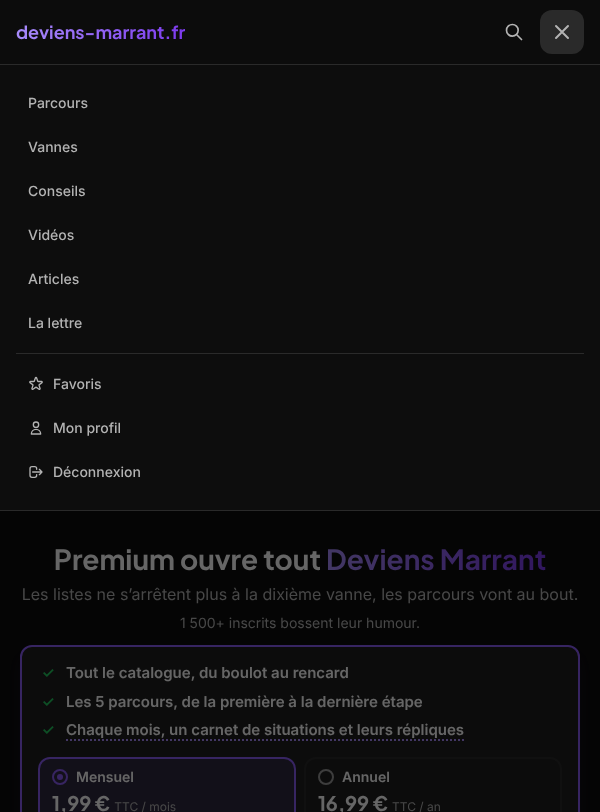 deviens-marrant.fr
Parcours
Vannes
Conseils
Vidéos
Articles
La lettre
Favoris
Mon profil
Déconnexion
Premium ouvre tout Deviens Marrant
Les listes ne s’arrêtent plus à la dixième vanne, les parcours vont au bout.
1 500+ inscrits bossent leur humour.
Tout le catalogue, du boulot au rencard
Les 5 parcours, de la première à la dernière étape
Chaque mois, un carnet de situations et leurs répliques
Mensuel
1,99 € TTC / mois
Annuel
16,99 € TTC / an